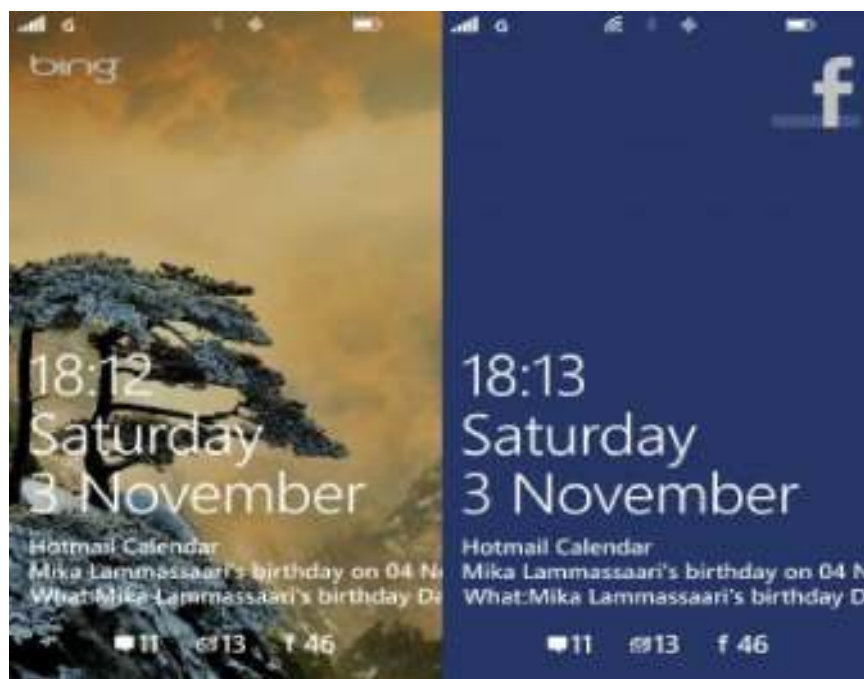 G
bing
18:12
Saturday
3 November
Hotmail Calendar
Mika Lammassaari's birthday on 04 N
What:Mika Lammassaari's birthday Da
11 13 f 46
G
f
18:13
Saturday
3 November
Hotmail Calendar
Mika Lammassaari's birthday on 04 N
What:Mika Lammassaari's birthday D
11 13 f 46